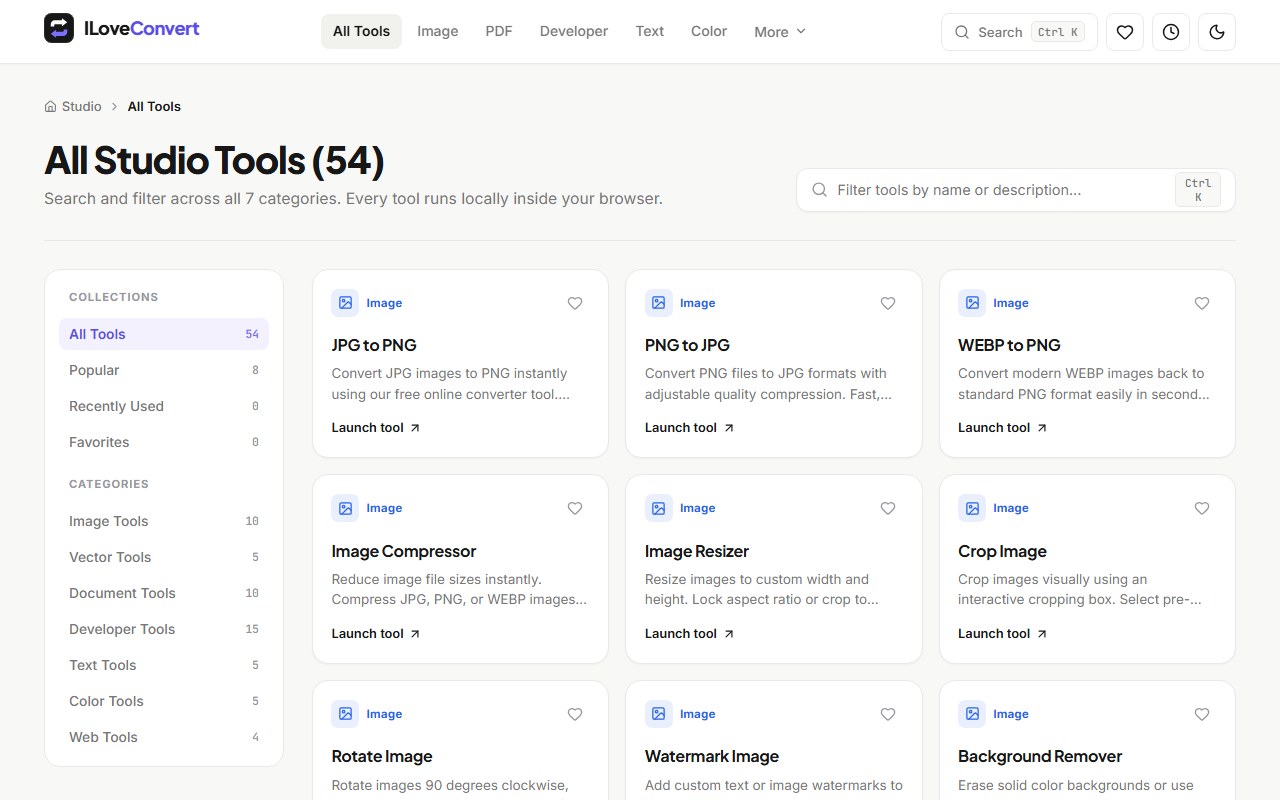 ILoveConvert
All Tools
Image
PDF
Developer
Text
Color
More
Search
Ctrl K
Studio
All Tools
All Studio Tools (54)
Search and filter across all 7 categories. Every tool runs locally inside your browser.
Filter tools by name or description...
Ctrl
K
COLLECTIONS
All Tools 54
Popular 8
Recently Used 0
Favorites 0
CATEGORIES
Image Tools 10
Vector Tools 5
Document Tools 10
Developer Tools 15
Text Tools 5
Color Tools 5
Web Tools 4
Image
JPG to PNG
Convert JPG images to PNG instantly
using our free online converter tool....
Launch tool
Image
PNG to JPG
Convert PNG files to JPG formats with
adjustable quality compression. Fast,...
Launch tool
Image
WEBP to PNG
Convert modern WEBP images back to
standard PNG format easily in second...
Launch tool
Image
Image Compressor
Reduce image file sizes instantly.
Compress JPG, PNG, or WEBP images...
Launch tool
Image
Image Resizer
Resize images to custom width and
height. Lock aspect ratio or crop to...
Launch tool
Image
Crop Image
Crop images visually using an
interactive cropping box. Select pre-...
Launch tool
Image
Rotate Image
Rotate images 90 degrees clockwise,
Image
Watermark Image
Add custom text or image watermarks to
Image
Background Remover
Erase solid color backgrounds or use